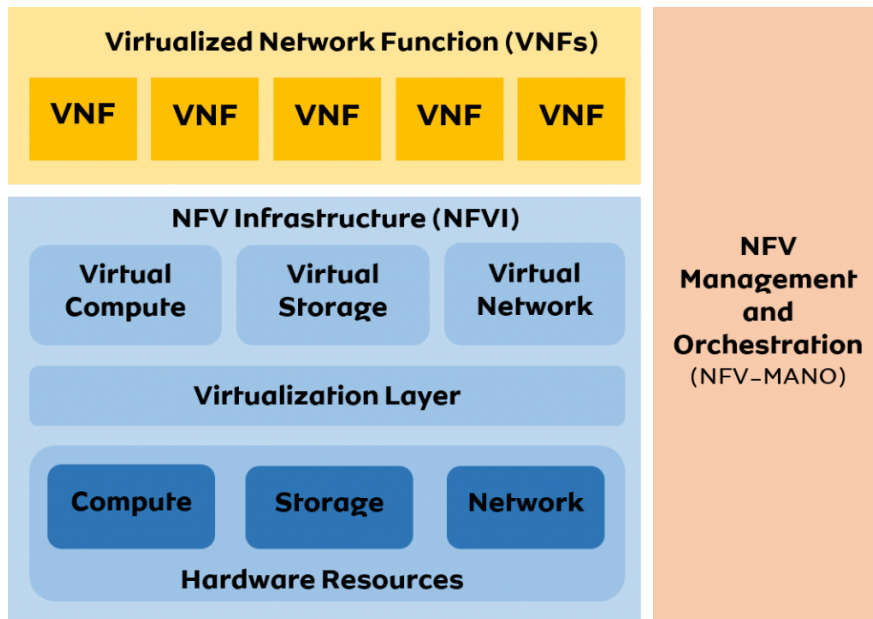 Virtualized Network Function (VNFs)
VNF VNF VNF VNF VNF
NFV Infrastructure (NFVI)
Virtual
Compute
Virtual
Storage
Virtual
Network
Virtualization Layer
Compute
Storage
Network
Hardware Resources
NFV
Management
and
Orchestration
(NFV-MANO)